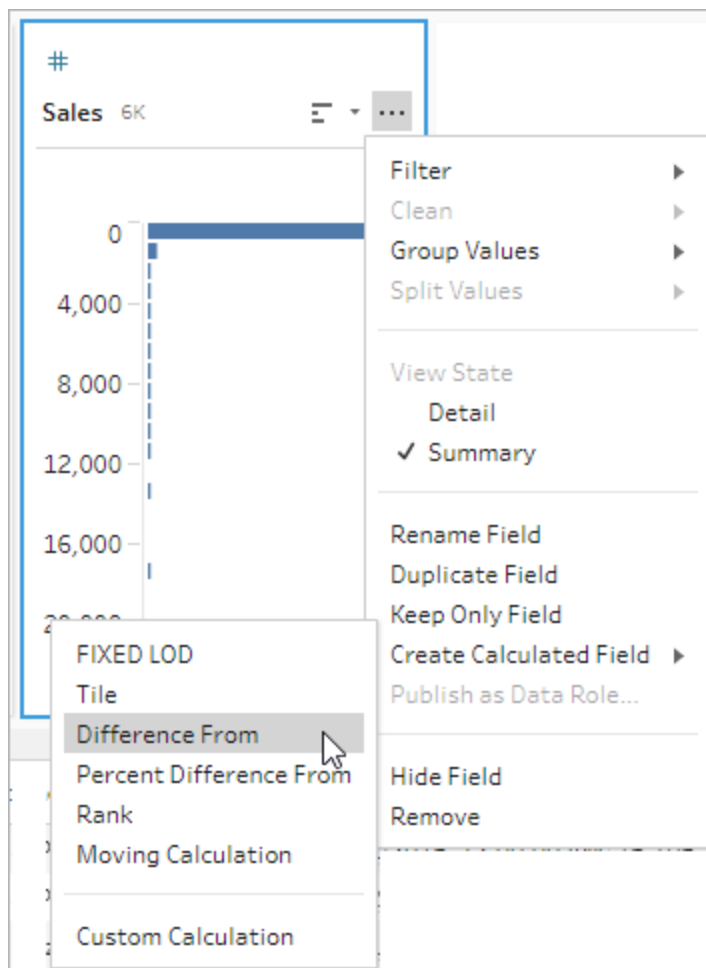 Sales 6K
0
4,000
8,000
12,000
16,000
Filter
Clean
Group Values
Split Values
View State
Detail
Summary
Rename Field
Duplicate Field
Keep Only Field
Create Calculated Field
Publish as Data Role...
Hide Field
Remove
FIXED LOD
Tile
Difference From
Percent Difference From
Rank
Moving Calculation
Custom Calculation